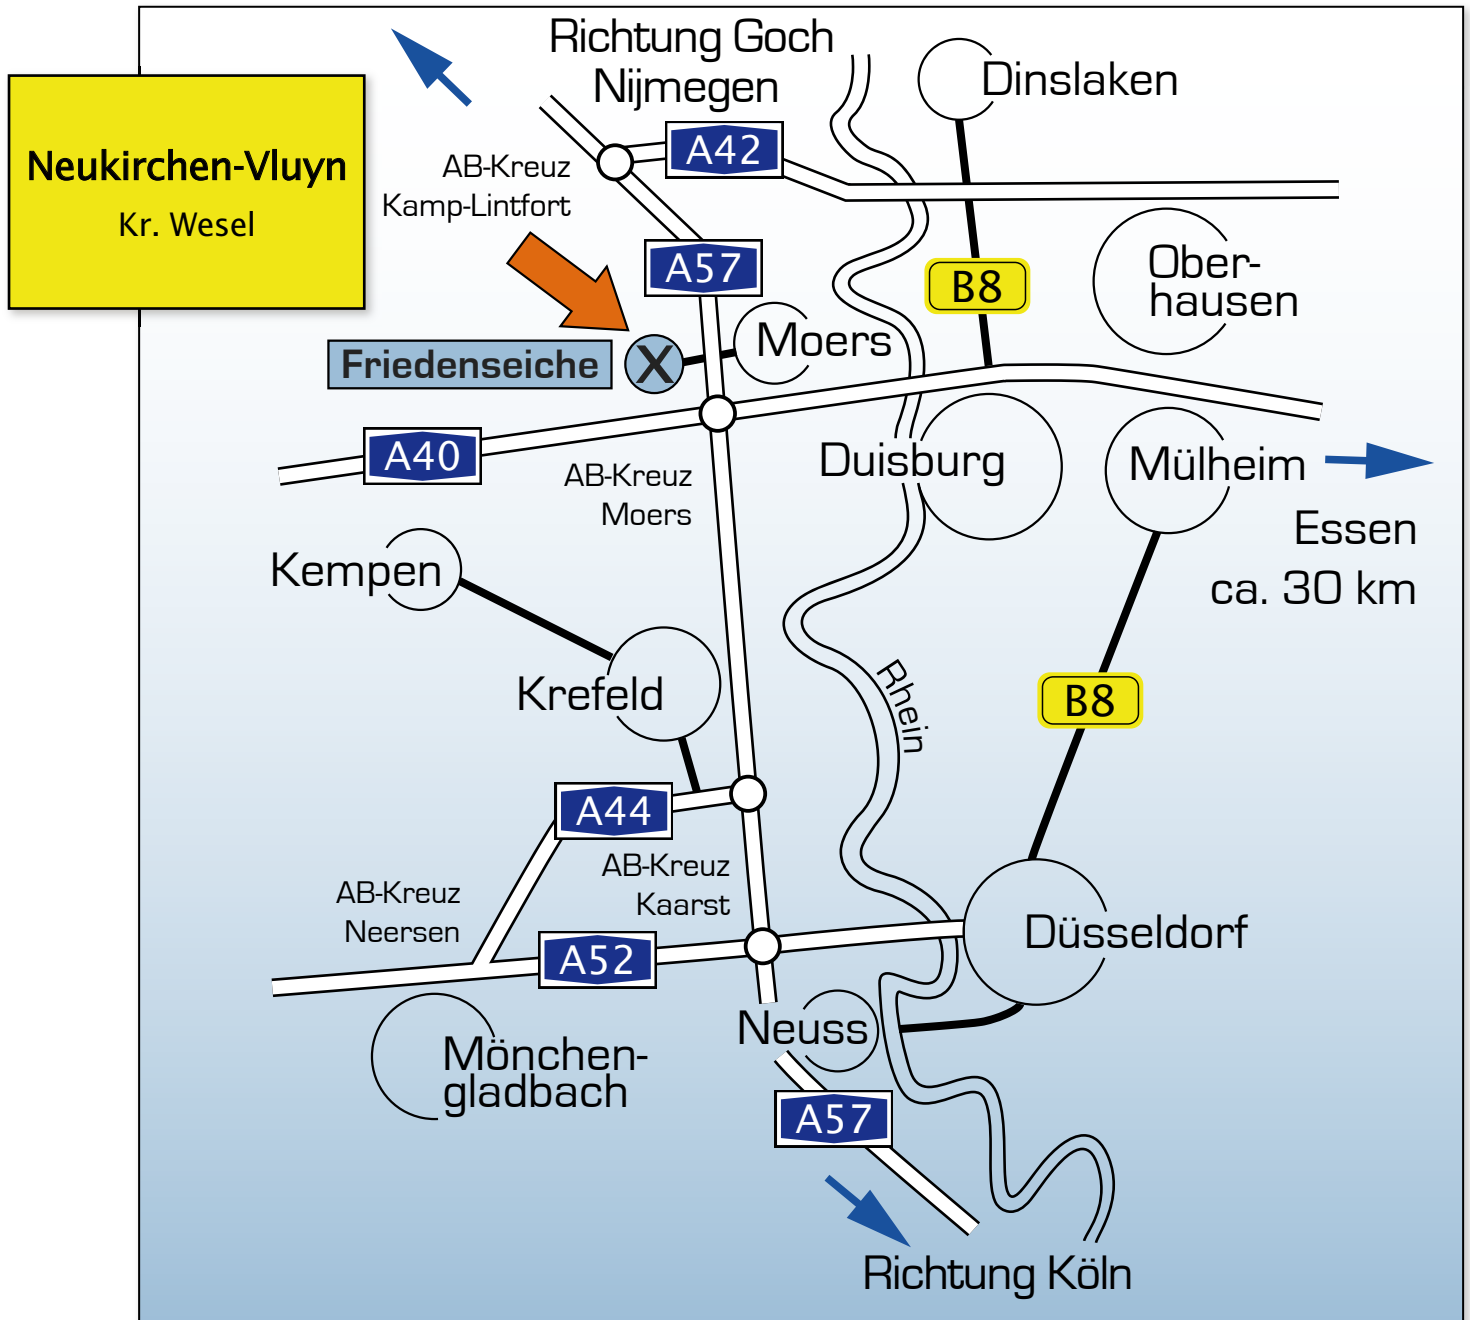 Richtung Goch
Nijmegen
Dinslaken
Neukirchen-Vluyn
Kr. Wesel
A42
AB-Kreuz
Kamp-Lintfort
A57
B8
Ober-
hausen
Moers
Friedenseiche
X
A40
AB-Kreuz
Moers
Duisburg
Mülheim
Essen
ca. 30 km
Kempen
Krefeld
Rhein
B8
A44
AB-Kreuz
Kaarst
AB-Kreuz
Neersen
A52
Düsseldorf
Neuss
Mönchen-
gladbach
A57
Richtung Köln